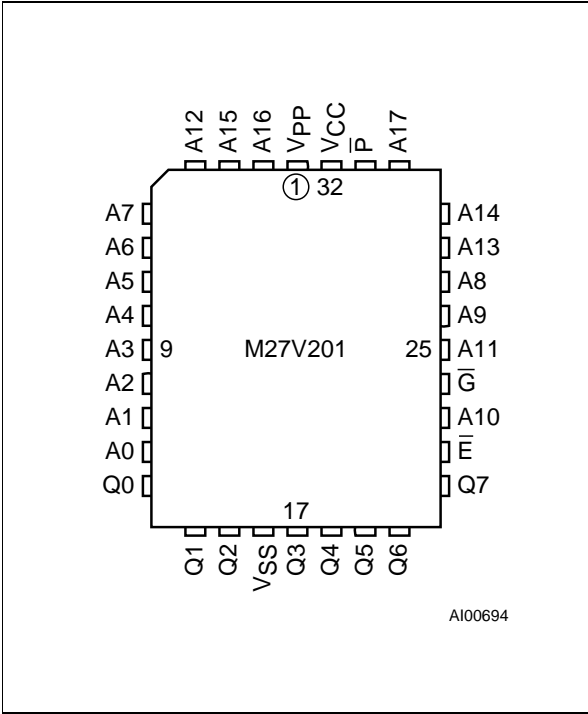 A12 A15 A16 VPP VCC P̅ A17
1 32
A7 A14
A6 A13
A5 A8
A4 A9
A3 9 M27V201 25 A11
A2 G̅
A1 A10
A0 E̅
Q0 Q7
17
Q1 Q2 VSS Q3 Q4 Q5 Q6
AI00694